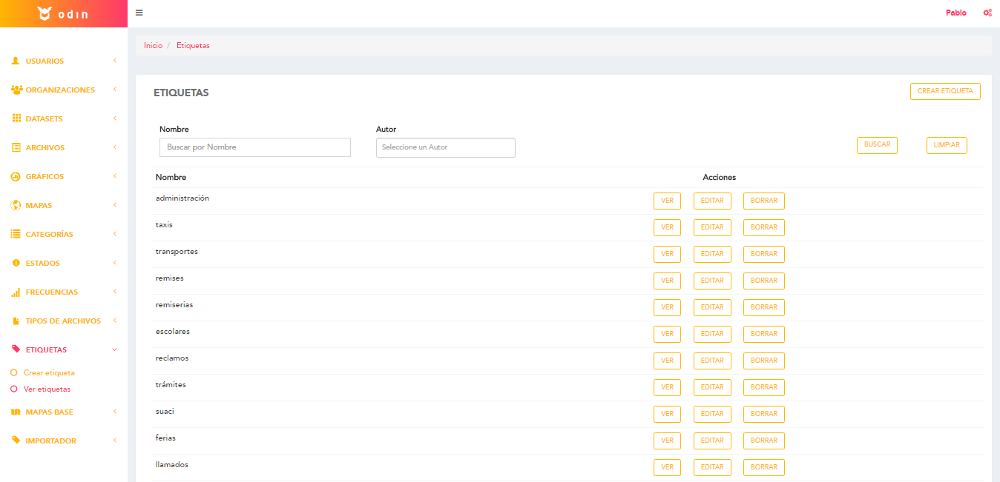 odin
Pablo
Inicio / Etiquetas
USUARIOS
ORGANIZACIONES
DATASETS
ARCHIVOS
GRÁFICOS
MAPAS
CATEGORÍAS
ESTADOS
FRECUENCIAS
TIPOS DE ARCHIVOS
ETIQUETAS
Crear etiqueta
Ver etiquetas
MAPAS BASE
IMPORTADOR
ETIQUETAS
CREAR ETIQUETA
Nombre Autor
Buscar por Nombre Seleccione un Autor BUSCAR LIMPIAR
Nombre Acciones
administración VER EDITAR BORRAR
taxis VER EDITAR BORRAR
transportes VER EDITAR BORRAR
remises VER EDITAR BORRAR
remiserias VER EDITAR BORRAR
escolares VER EDITAR BORRAR
reclamos VER EDITAR BORRAR
trámites VER EDITAR BORRAR
suaci VER EDITAR BORRAR
ferias VER EDITAR BORRAR
llamados VER EDITAR BORRAR